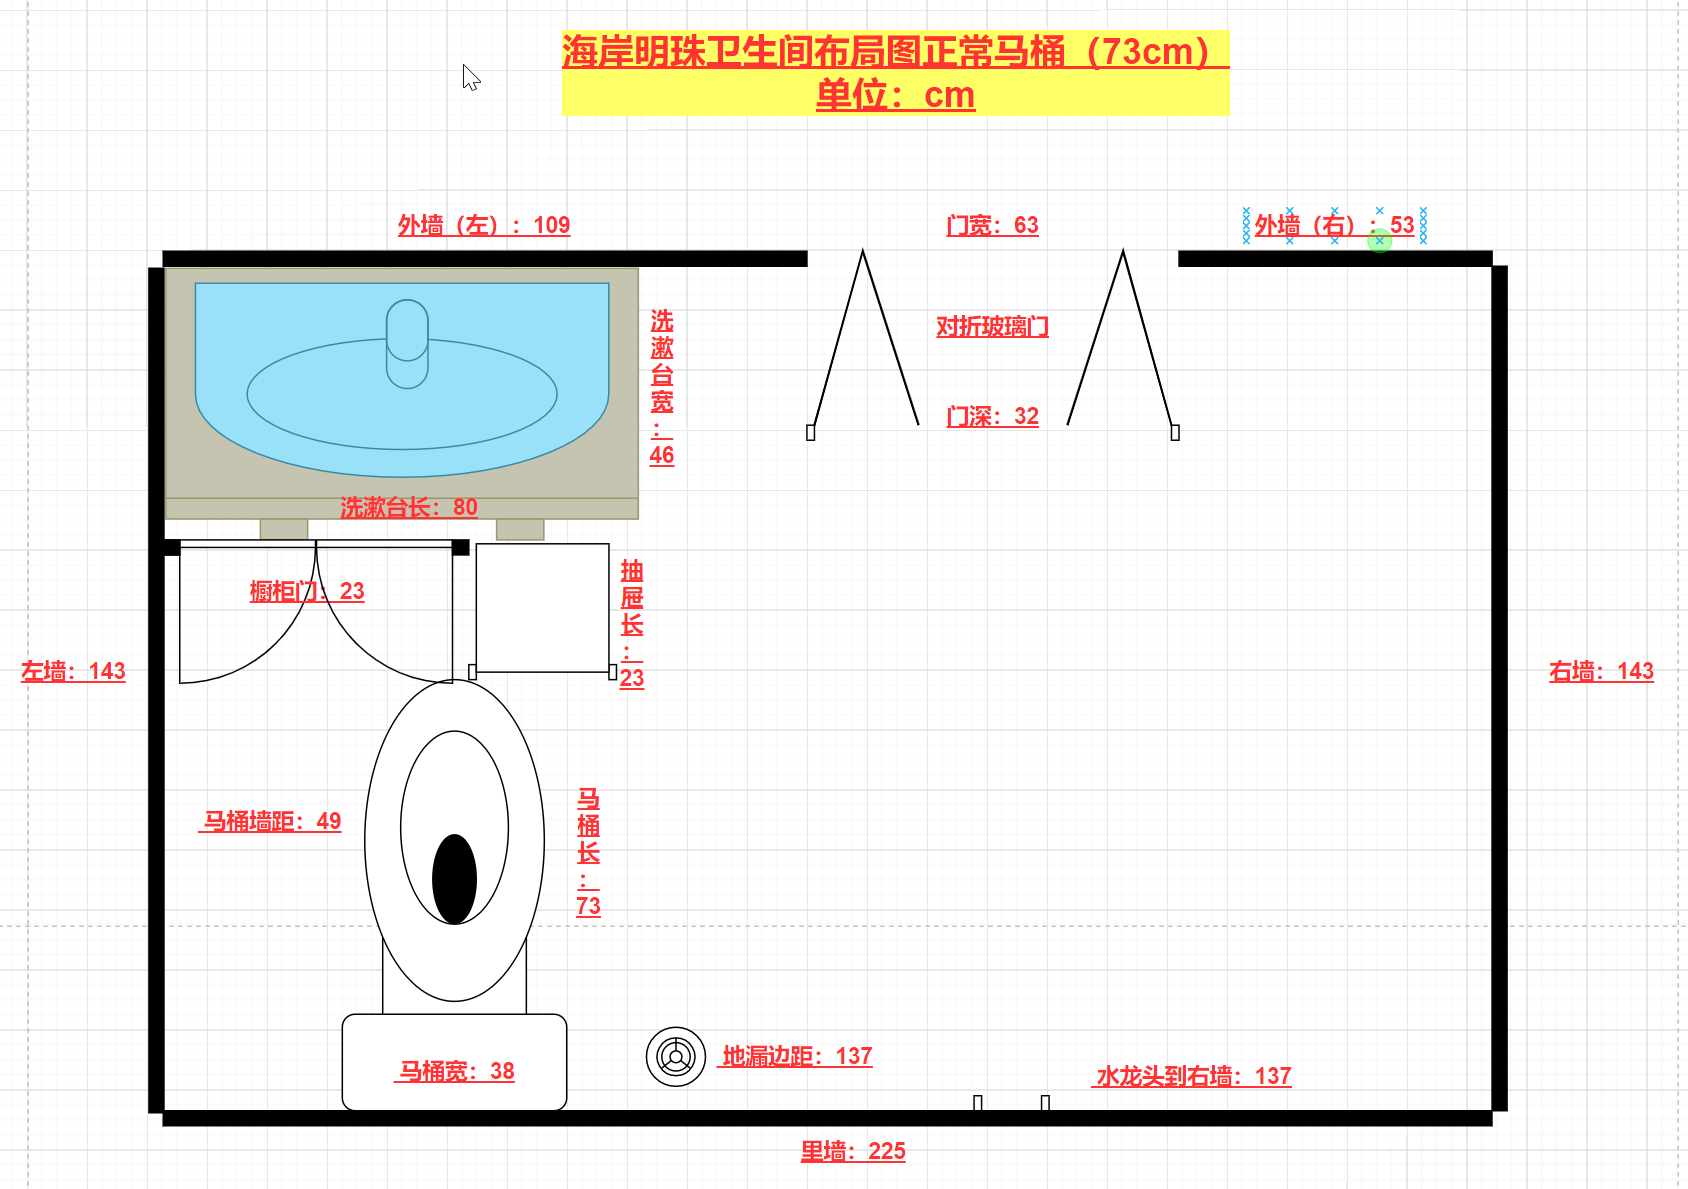 海岸明珠卫生间布局图正常马桶（73cm）
单位：cm
外墙（左）：109
门宽：63
外墙（右）：53
洗漱台宽：46
对折玻璃门
门深：32
洗漱台长：80
橱柜门：23
抽屉长：23
左墙：143
右墙：143
马桶墙距：49
马桶长：73
马桶宽：38
地漏边距：137
水龙头到右墙：137
里墙：225